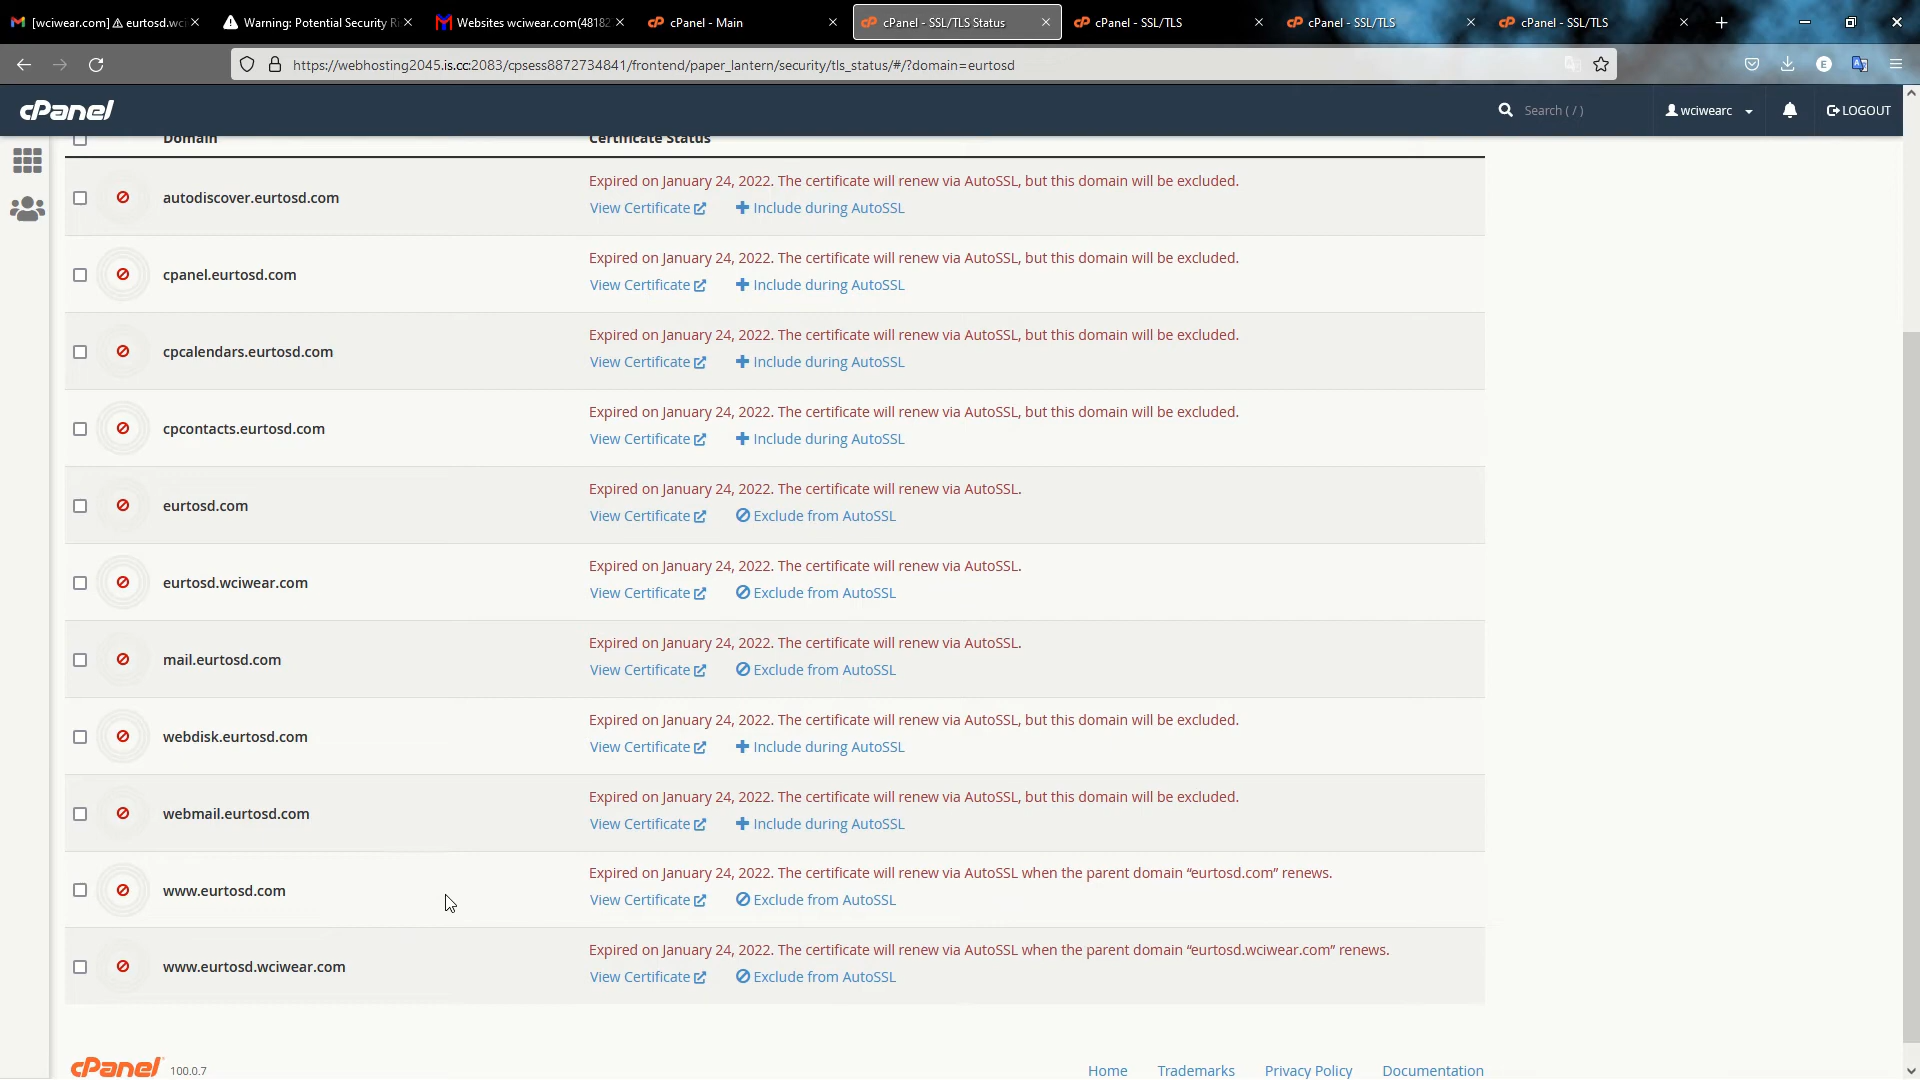 [wciwear.com] ⚠ eurtosd.wc
Warning: Potential Security Ri
Websites wciwear.com(48182
cPanel - Main
cPanel - SSL/TLS Status
cPanel - SSL/TLS
cPanel - SSL/TLS
cPanel - SSL/TLS
https://webhosting2045.is.cc:2083/cpsess8872734841/frontend/paper_lantern/security/tls_status/#/?domain=eurtosd
E
cPanel
Search ( / )
wciwearc
LOGOUT
Domain
Certificate Status
autodiscover.eurtosd.com
Expired on January 24, 2022. The certificate will renew via AutoSSL, but this domain will be excluded.
View Certificate
Include during AutoSSL
cpanel.eurtosd.com
Expired on January 24, 2022. The certificate will renew via AutoSSL, but this domain will be excluded.
View Certificate
Include during AutoSSL
cpcalendars.eurtosd.com
Expired on January 24, 2022. The certificate will renew via AutoSSL, but this domain will be excluded.
View Certificate
Include during AutoSSL
cpcontacts.eurtosd.com
Expired on January 24, 2022. The certificate will renew via AutoSSL, but this domain will be excluded.
View Certificate
Include during AutoSSL
eurtosd.com
Expired on January 24, 2022. The certificate will renew via AutoSSL.
View Certificate
Exclude from AutoSSL
eurtosd.wciwear.com
Expired on January 24, 2022. The certificate will renew via AutoSSL.
View Certificate
Exclude from AutoSSL
mail.eurtosd.com
Expired on January 24, 2022. The certificate will renew via AutoSSL.
View Certificate
Exclude from AutoSSL
webdisk.eurtosd.com
Expired on January 24, 2022. The certificate will renew via AutoSSL, but this domain will be excluded.
View Certificate
Include during AutoSSL
webmail.eurtosd.com
Expired on January 24, 2022. The certificate will renew via AutoSSL, but this domain will be excluded.
View Certificate
Include during AutoSSL
www.eurtosd.com
Expired on January 24, 2022. The certificate will renew via AutoSSL when the parent domain “eurtosd.com” renews.
View Certificate
Exclude from AutoSSL
www.eurtosd.wciwear.com
Expired on January 24, 2022. The certificate will renew via AutoSSL when the parent domain “eurtosd.wciwear.com” renews.
View Certificate
Exclude from AutoSSL
cPanel
100.0.7
Home
Trademarks
Privacy Policy
Documentation